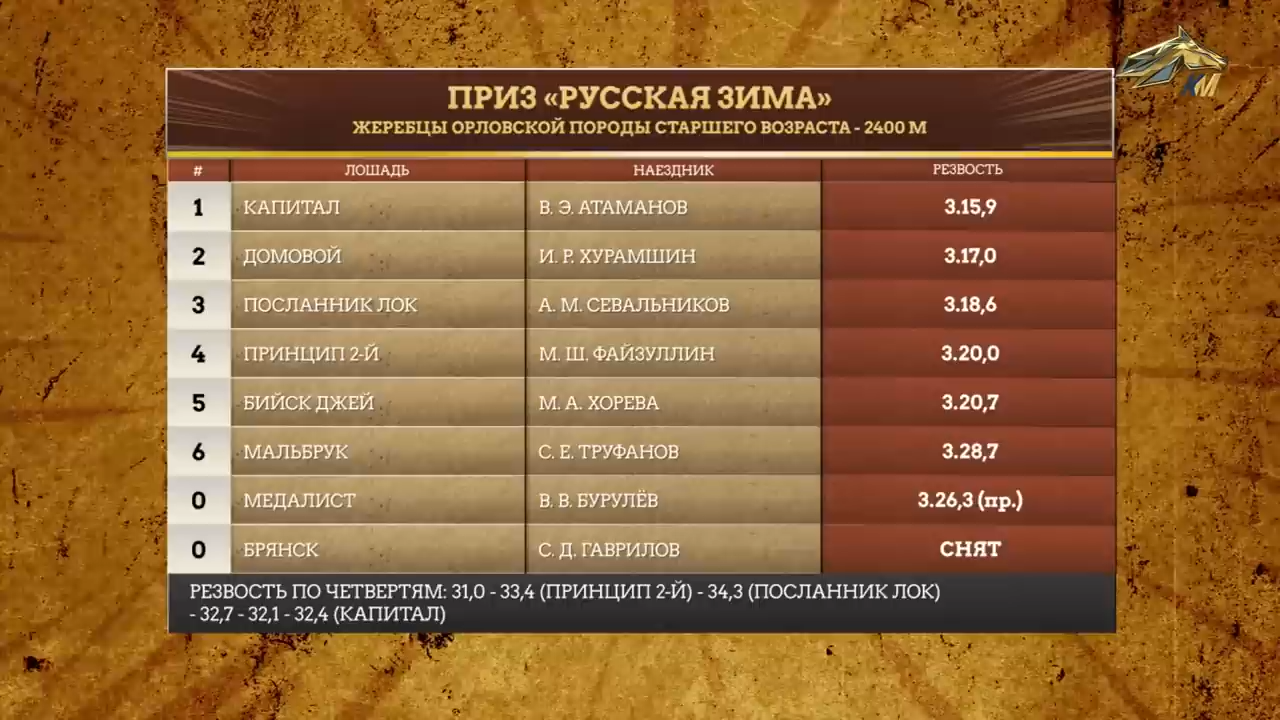 КМ
ПРИЗ «РУССКАЯ ЗИМА»
ЖЕРЕБЦЫ ОРЛОВСКОЙ ПОРОДЫ СТАРШЕГО ВОЗРАСТА - 2400 М
# ЛОШАДЬ НАЕЗДНИК РЕЗВОСТЬ
1 КАПИТАЛ В. Э. АТАМАНОВ 3.15,9
2 ДОМОВОЙ И. Р. ХУРАМШИН 3.17,0
3 ПОСЛАННИК ЛОК А. М. СЕВАЛЬНИКОВ 3.18,6
4 ПРИНЦИП 2-Й М. Ш. ФАЙЗУЛЛИН 3.20,0
5 БИЙСК ДЖЕЙ М. А. ХОРЕВА 3.20,7
6 МАЛЬБРУК С. Е. ТРУФАНОВ 3.28,7
0 МЕДАЛИСТ В. В. БУРУЛЁВ 3.26,3 (пр.)
0 БРЯНСК С. Д. ГАВРИЛОВ СНЯТ
РЕЗВОСТЬ ПО ЧЕТВЕРТЯМ: 31,0 - 33,4 (ПРИНЦИП 2-Й) - 34,3 (ПОСЛАННИК ЛОК)
- 32,7 - 32,1 - 32,4 (КАПИТАЛ)